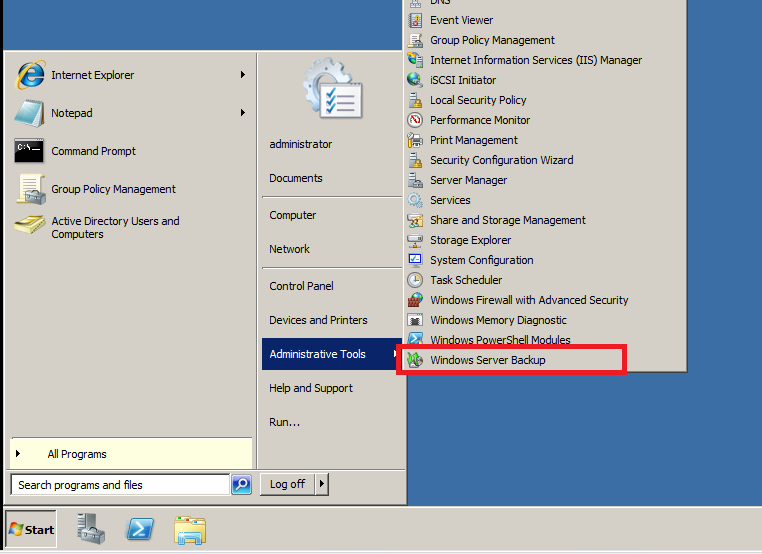 Internet Explorer
Notepad
C:\_
Command Prompt
Group Policy Management
Active Directory Users and
Computers
All Programs
Search programs and files
administrator
Documents
Computer
Network
Control Panel
Devices and Printers
Administrative Tools
Help and Support
Run...
Log off
DNS
Event Viewer
Group Policy Management
Internet Information Services (IIS) Manager
iSCSI Initiator
Local Security Policy
Performance Monitor
Print Management
Security Configuration Wizard
Server Manager
Services
Share and Storage Management
Storage Explorer
System Configuration
Task Scheduler
Windows Firewall with Advanced Security
Windows Memory Diagnostic
Windows PowerShell Modules
Windows Server Backup
Start